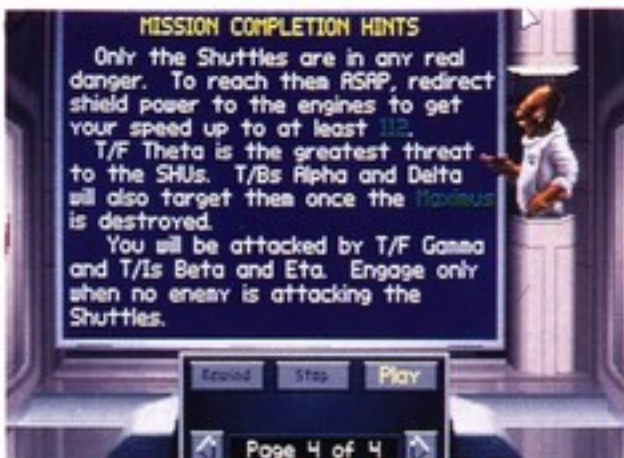 MISSION COMPLETION HINTS
Only the Shuttles are in any real
danger. To reach them ASAP, redirect
shield power to the engines to get
your speed up to at least 112.
T/F Theta is the greatest threat
to the SHUs. T/Bs Alpha and Delta
will also target them once the Maximus
is destroyed.
You will be attacked by T/F Gamma
and T/Is Beta and Eta. Engage only
when no enemy is attacking the
Shuttles.
Rewind Stop Play
Page 4 of 4